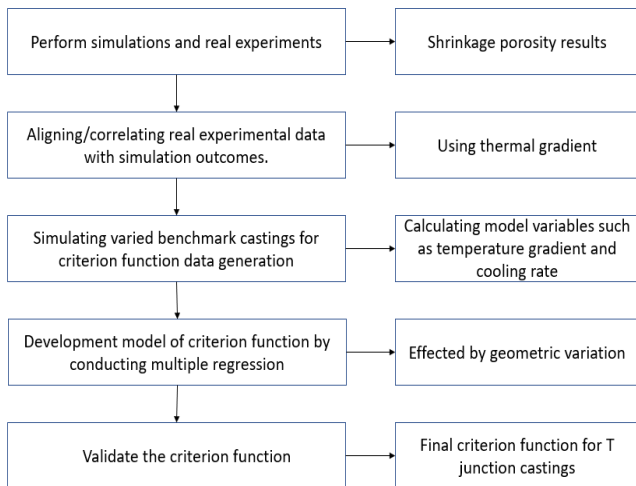 Perform simulations and real experiments
Shrinkage porosity results
Aligning/correlating real experimental data
with simulation outcomes.
Using thermal gradient
Simulating varied benchmark castings for
criterion function data generation
Calculating model variables such
as temperature gradient and
cooling rate
Development model of criterion function by
conducting multiple regression
Effected by geometric variation
Validate the criterion function
Final criterion function for T
junction castings